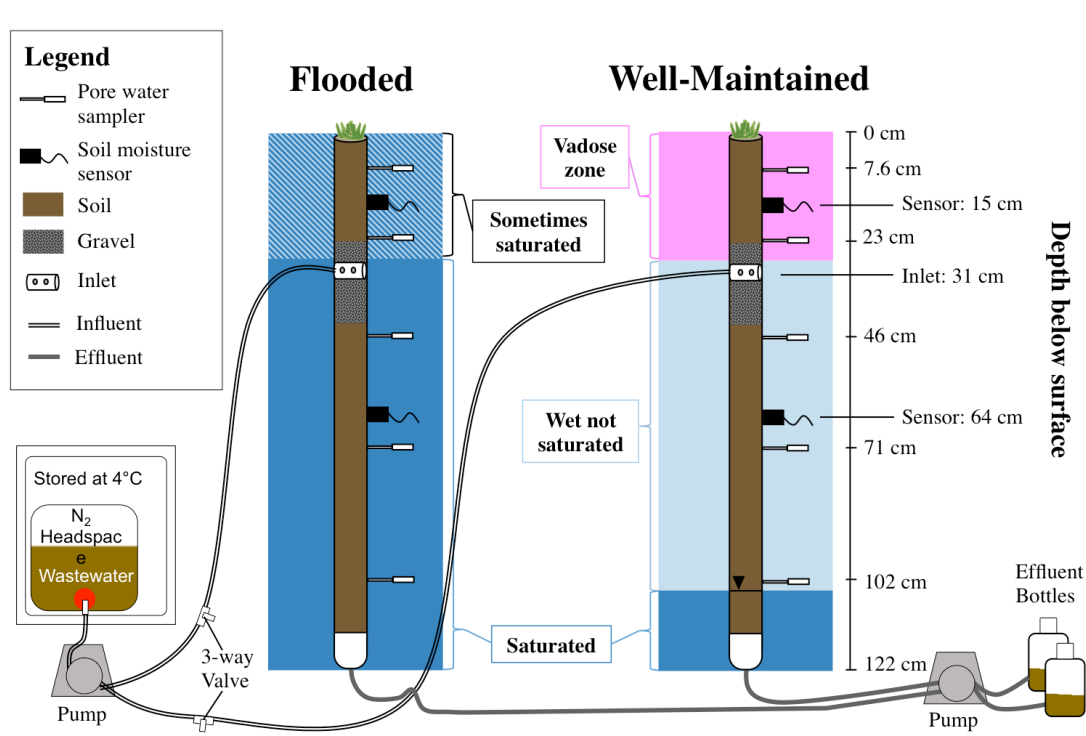 Legend
Pore water
sampler
Soil moisture
sensor
Soil
Gravel
Inlet
Influent
Effluent
Flooded
Well-Maintained
Vadose
zone
Sometimes
saturated
Wet not
saturated
Saturated
0 cm
7.6 cm
Sensor: 15 cm
23 cm
Inlet: 31 cm
46 cm
Sensor: 64 cm
71 cm
102 cm
122 cm
Depth below surface
Stored at 4°C
N2
Headspac
e
Wastewater
3-way
Valve
Pump
Effluent
Bottles
Pump